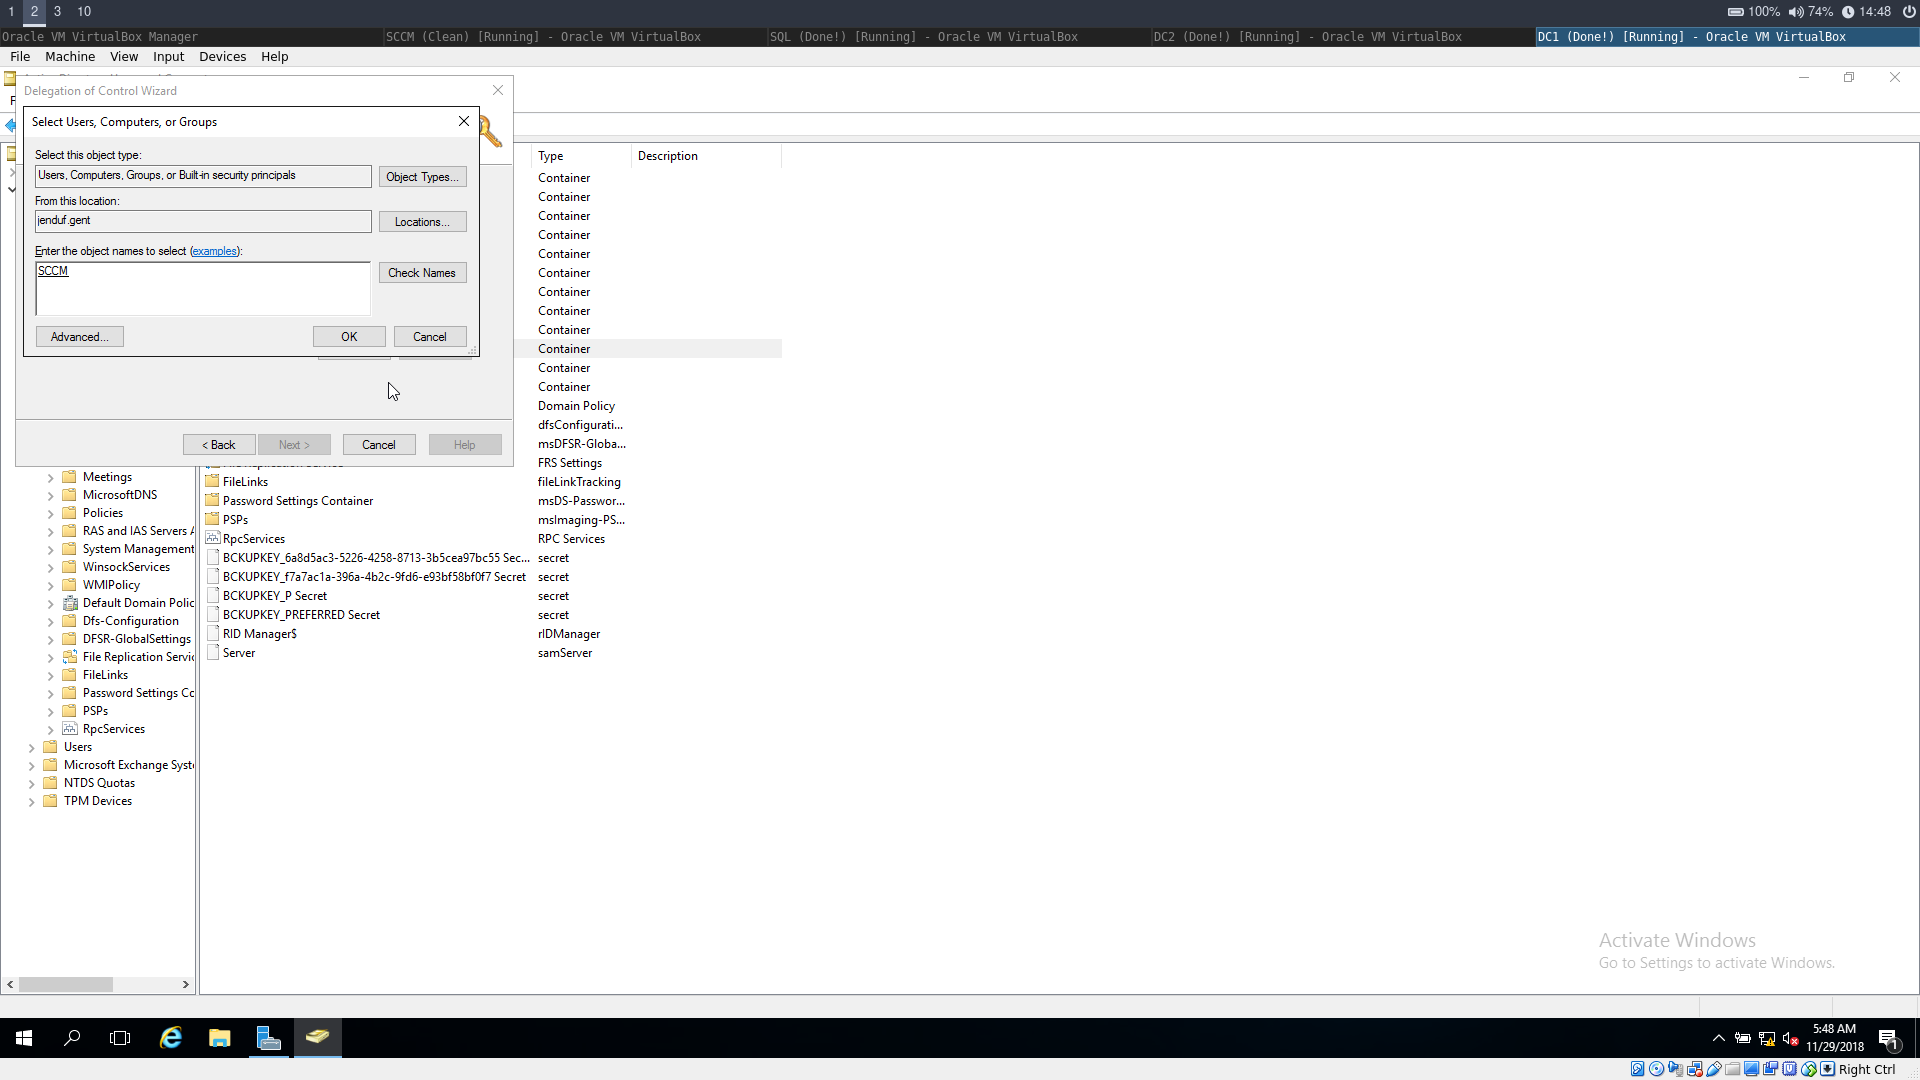 1 2 3 10 100% 74% 14:48
Oracle VM VirtualBox Manager SCCM (Clean) [Running] - Oracle VM VirtualBox SQL (Done!) [Running] - Oracle VM VirtualBox DC2 (Done!) [Running] - Oracle VM VirtualBox DC1 (Done!) [Running] - Oracle VM VirtualBox
File Machine View Input Devices Help
Delegation of Control Wizard
Select Users, Computers, or Groups
Select this object type:
Users, Computers, Groups, or Built-in security principals
Object Types...
From this location:
jenduf.gent
Locations...
Enter the object names to select (examples):
SCCM
Check Names
Advanced... OK Cancel
< Back Next > Cancel Help
Type Description
Container
Container
Container
Container
Container
Container
Container
Container
Container
Container
Container
Container
Domain Policy
dfsConfigurati...
msDFSR-Globa...
FRS Settings
FileLinks fileLinkTracking
Password Settings Container msDS-Passwor...
PSPs msImaging-PS...
RpcServices RPC Services
BCKUPKEY_6a8d5ac3-5226-4258-8713-3b5cea97bc55 Sec... secret
BCKUPKEY_f7a7ac1a-396a-4b2c-9fd6-e93bf58bf0f7 Secret secret
BCKUPKEY_P Secret secret
BCKUPKEY_PREFERRED Secret secret
RID Manager$ rIDManager
Server samServer
Meetings
MicrosoftDNS
Policies
RAS and IAS Servers A
System Management
WinsockServices
WMIPolicy
Default Domain Polic
Dfs-Configuration
DFSR-GlobalSettings
File Replication Servic
FileLinks
Password Settings Co
PSPs
RpcServices
Users
Microsoft Exchange Syst
NTDS Quotas
TPM Devices
Activate Windows
Go to Settings to activate Windows.
5:48 AM
11/29/2018
1
Right Ctrl